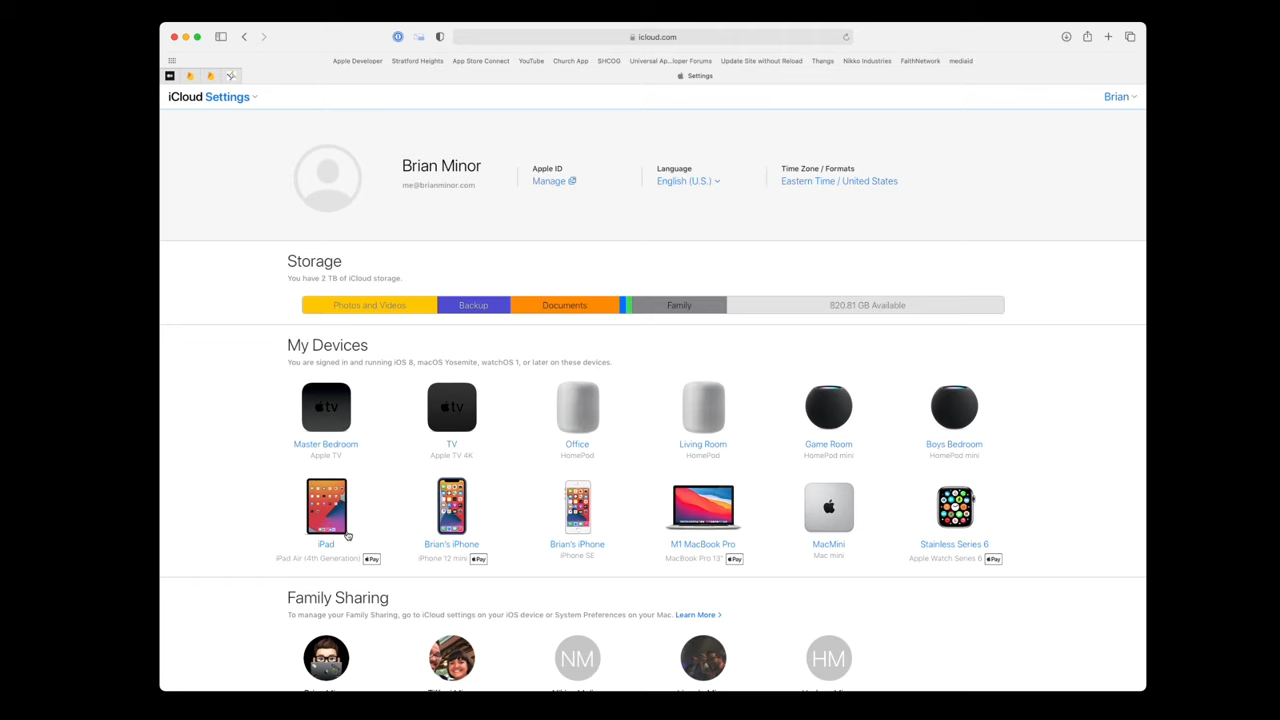 icloud.com
Apple Developer Stratford Heights App Store Connect YouTube Church App SHCOG Universal Ap...loper Forums Update Site without Reload Thangs Nikko Industries FaithNetwork mediaid
Settings
iCloud Settings
Brian
Brian Minor
me@brianminor.com
Apple ID
Manage
Language
English (U.S.)
Time Zone / Formats
Eastern Time / United States
Storage
You have 2 TB of iCloud storage.
Photos and Videos Backup Documents Family 820.81 GB Available
My Devices
You are signed in and running iOS 8, macOS Yosemite, watchOS 1, or later on these devices.
tv tv
Master Bedroom TV Office Living Room Game Room Boys Bedroom
Apple TV Apple TV 4K HomePod HomePod HomePod mini HomePod mini
iPad Brian's iPhone Brian's iPhone M1 MacBook Pro MacMini Stainless Series 6
iPad Air (4th Generation) Pay iPhone 12 mini Pay iPhone SE MacBook Pro 13" Pay Mac mini Apple Watch Series 6 Pay
Family Sharing
To manage your Family Sharing, go to iCloud settings on your iOS device or System Preferences on your Mac. Learn More >
NM HM